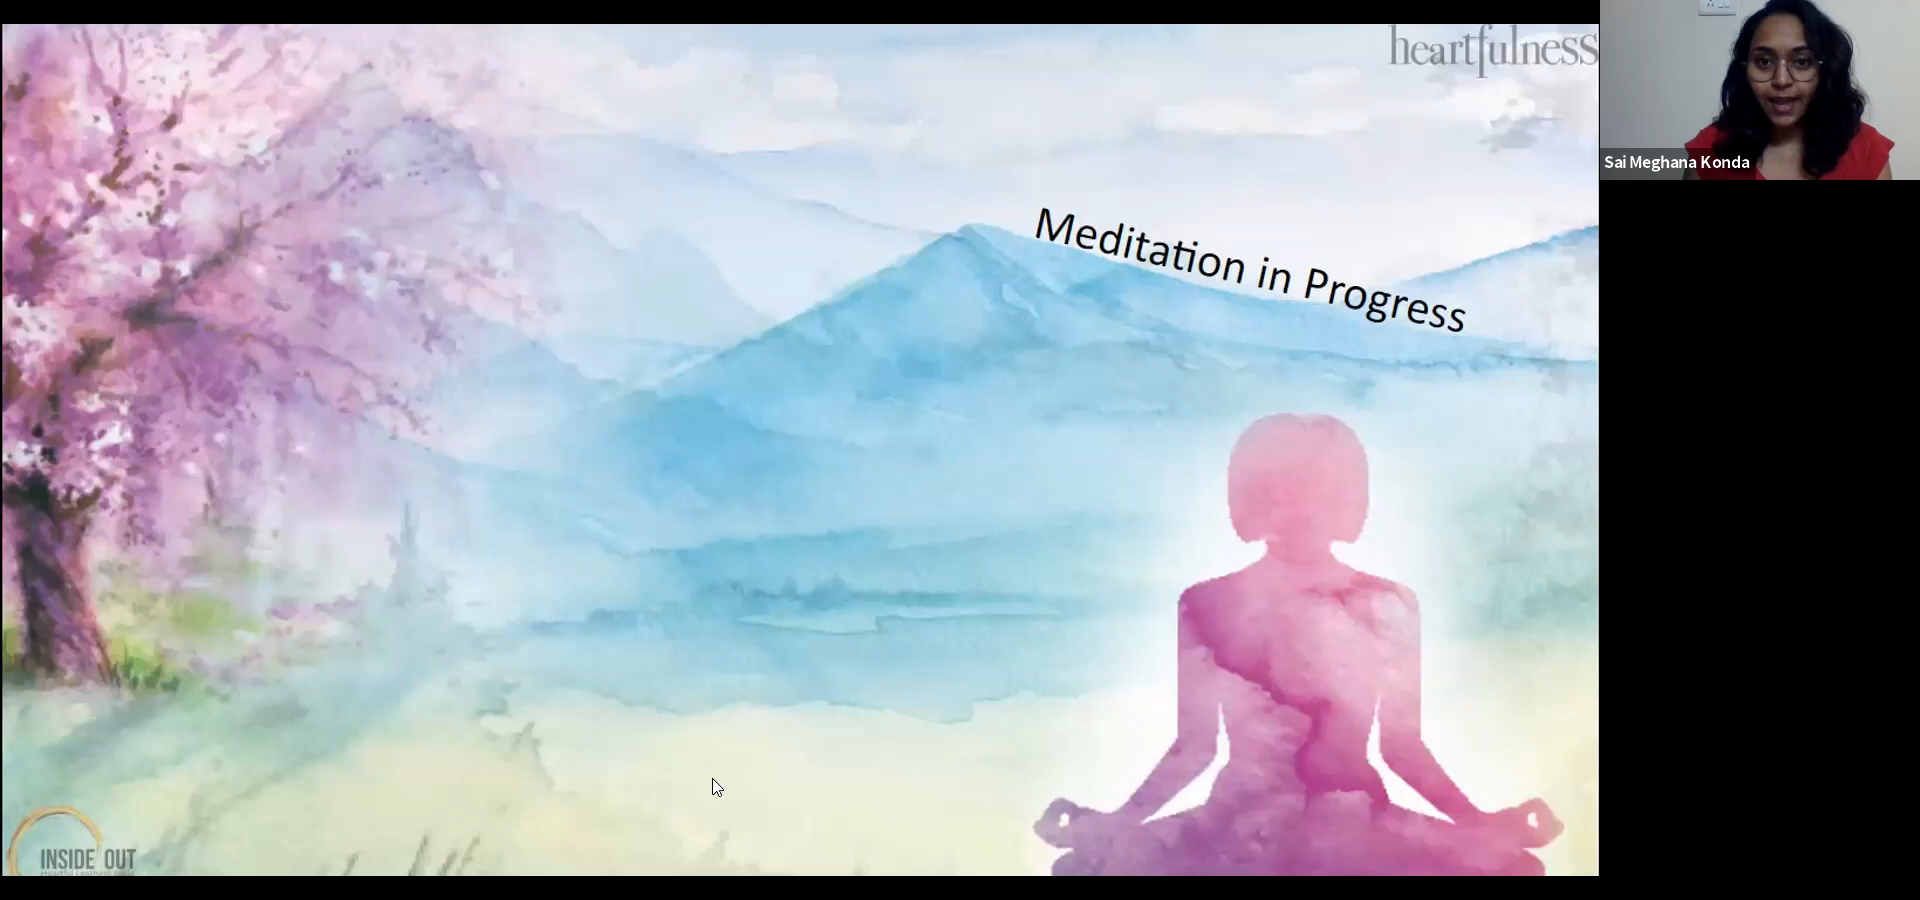 heartfulness
Sai Meghana Konda
Meditation in Progress
INSIDE OUT